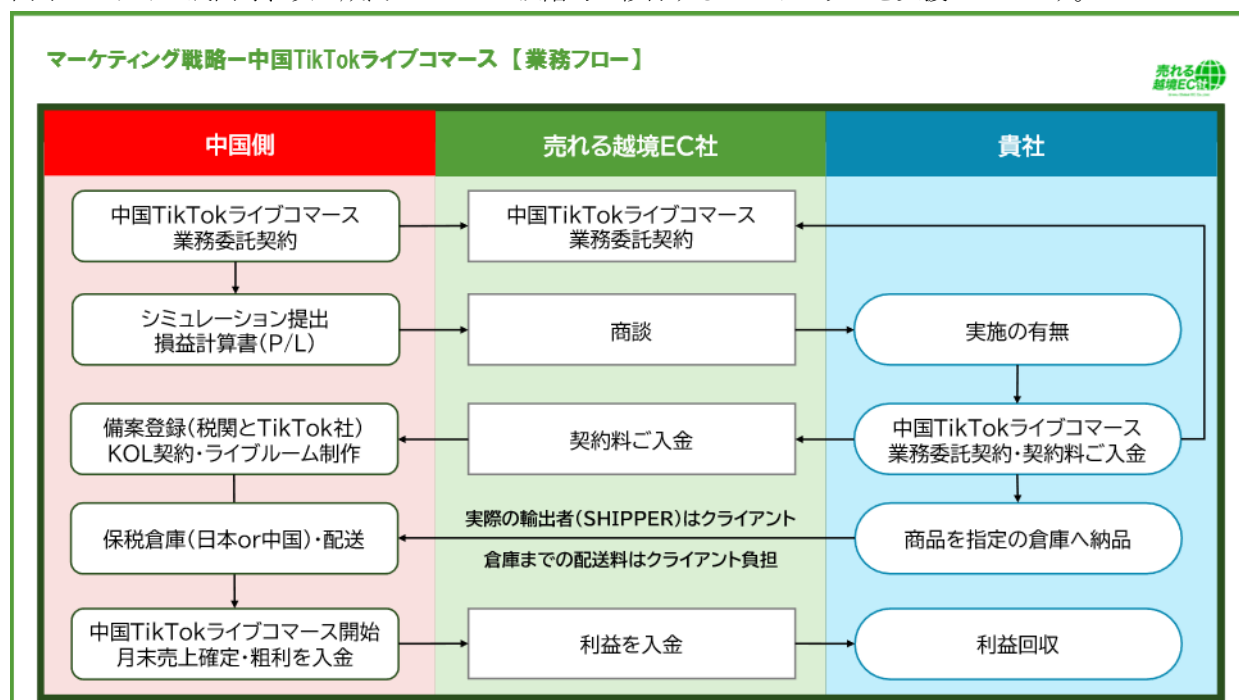 マーケティング戦略ー中国TikTokライブコマース【業務フロー】
売れる
越境EC社
中国側
売れる越境EC社
貴社
中国TikTokライブコマース
業務委託契約
中国TikTokライブコマース
業務委託契約
シミュレーション提出
損益計算書(P/L)
商談
実施の有無
備案登録(税関とTikTok社)
KOL契約・ライブルーム制作
契約料ご入金
中国TikTokライブコマース
業務委託契約・契約料ご入金
保税倉庫(日本or中国)・配送
実際の輸出者(SHIPPER)はクライアント
倉庫までの配送料はクライアント負担
商品を指定の倉庫へ納品
中国TikTokライブコマース開始
月末売上確定・粗利を入金
利益を入金
利益回収